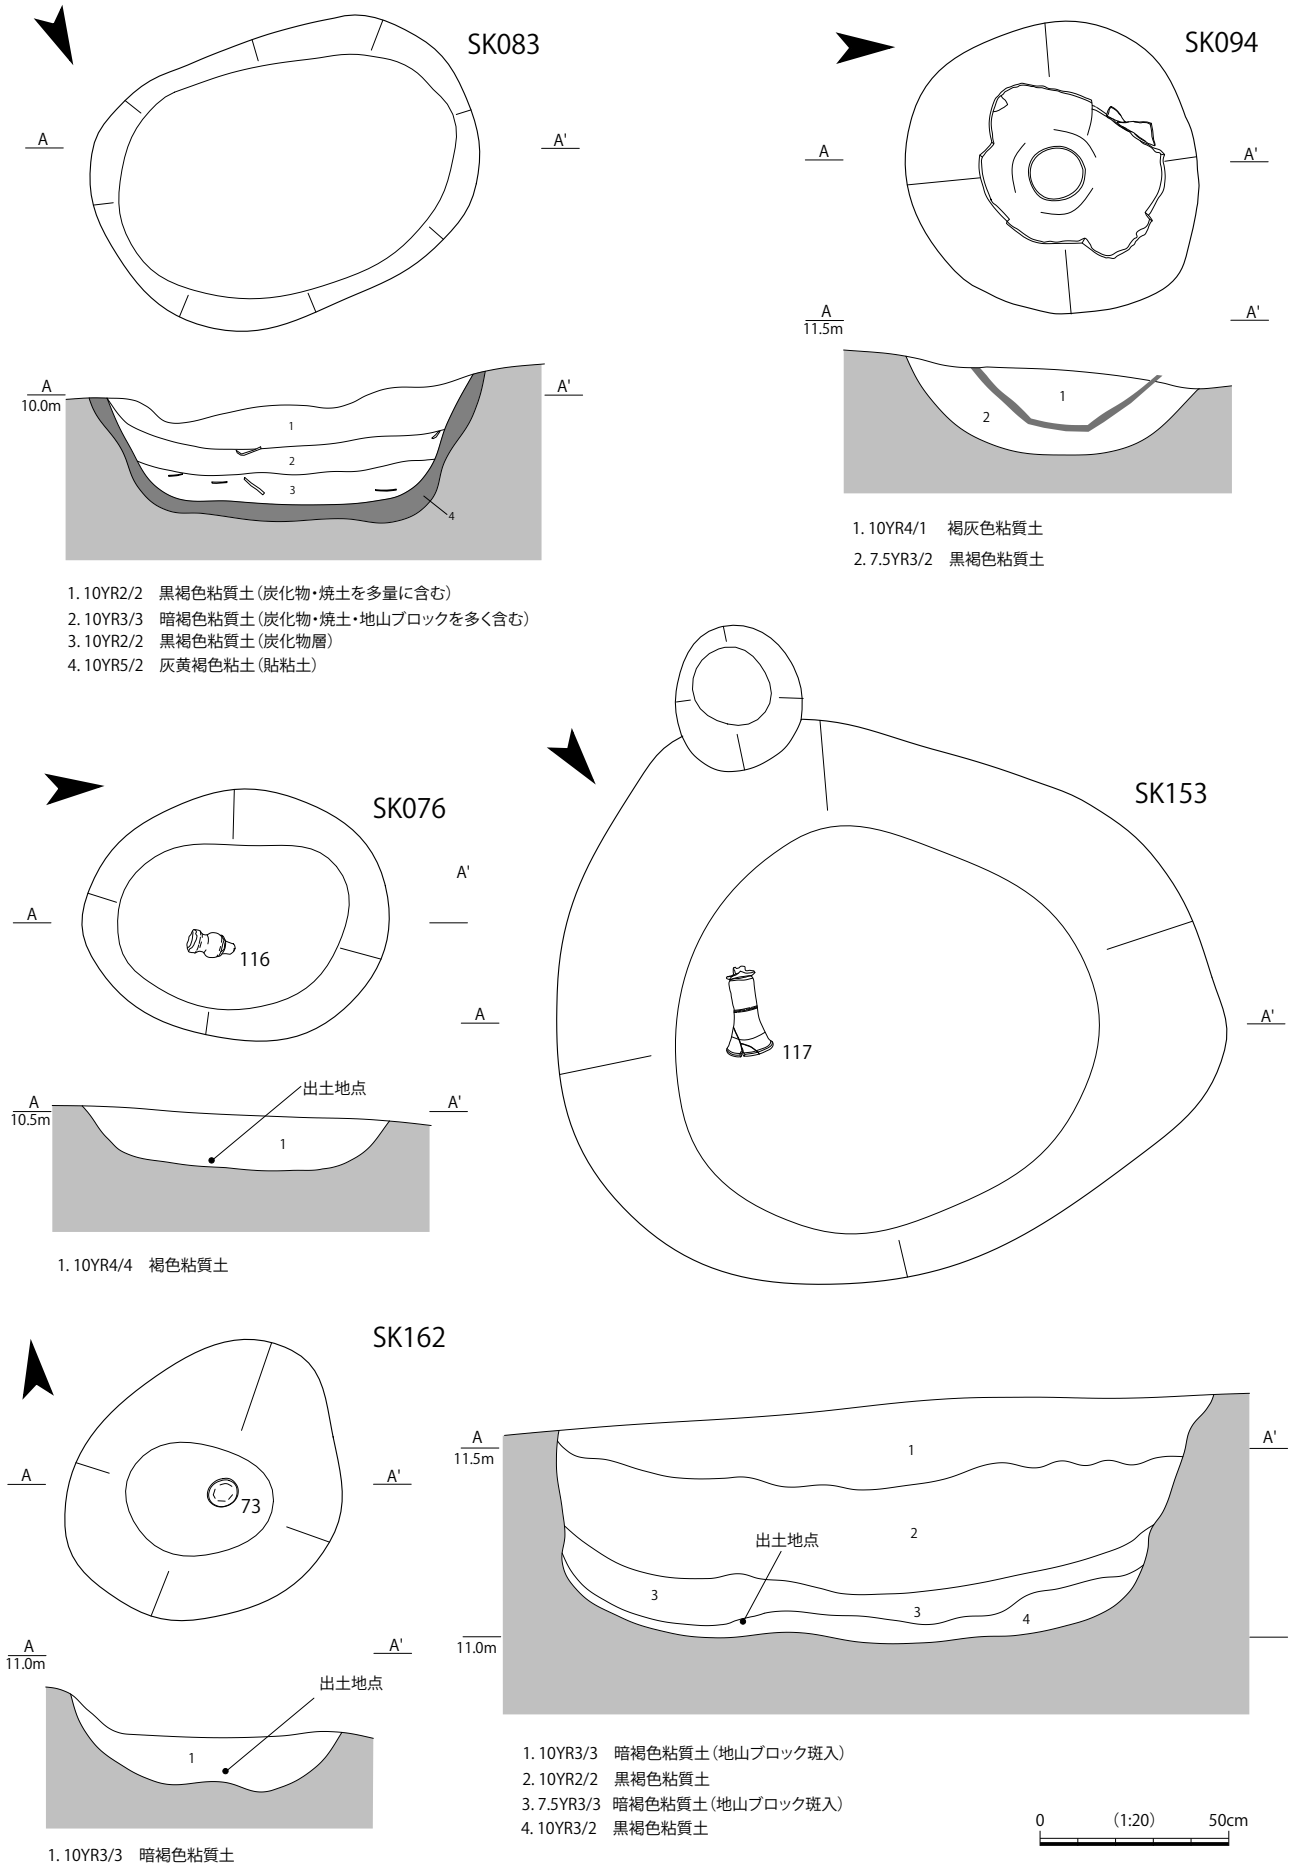 SK083
A
A'
A
10.0m
A'
1
2
3
4
1. 10YR2/2 黒褐色粘質土（炭化物・焼土を多量に含む）
2. 10YR3/3 暗褐色粘質土（炭化物・焼土・地山ブロックを多く含む）
3. 10YR2/2 黒褐色粘質土（炭化物層）
4. 10YR5/2 灰黄褐色粘土（貼粘土）
SK094
A
A'
A
11.5m
A'
1
2
1. 10YR4/1 褐灰色粘質土
2. 7.5YR3/2 黒褐色粘質土
SK076
A'
A
116
出土地点
A
10.5m
A'
1
1. 10YR4/4 褐色粘質土
SK153
A
A'
117
A
11.5m
A'
1
2
出土地点
3
3
4
11.0m
1. 10YR3/3 暗褐色粘質土（地山ブロック斑入）
2. 10YR2/2 黒褐色粘質土
3. 7.5YR3/3 暗褐色粘質土（地山ブロック斑入）
4. 10YR3/2 黒褐色粘質土
SK162
A
A'
73
A
11.0m
A'
出土地点
1
1. 10YR3/3 暗褐色粘質土
0 （1:20） 50cm